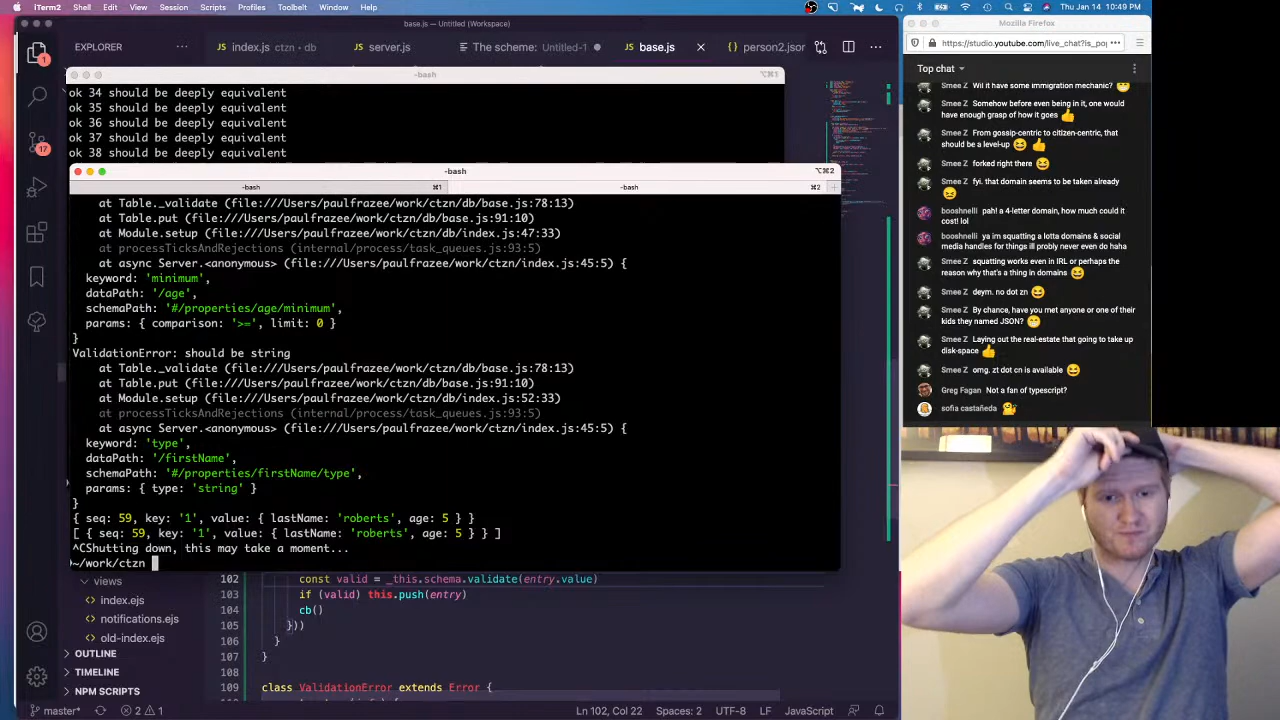 iTerm2 Shell Edit View Session Scripts Profiles Toolbelt Window Help
Thu Jan 14 10:49 PM
base.js — Untitled (Workspace)
Mozilla Firefox
EXPLORER
index.js ctzn • db
server.js
The scheme: Untitled-1
base.js
person2.json
https://studio.youtube.com/live_chat?is_pop
Top chat
-bash
⌥⌘1
ok 34 should be deeply equivalent
ok 35 should be deeply equivalent
ok 36 should be deeply equivalent
ok 37 should be deeply equivalent
ok 38 should be deeply equivalent
-bash
⌥⌘2
-bash ⌘1
-bash ⌘2
at Table._validate (file:///Users/paulfrazee/work/ctzn/db/base.js:78:13)
at Table.put (file:///Users/paulfrazee/work/ctzn/db/base.js:91:10)
at Module.setup (file:///Users/paulfrazee/work/ctzn/db/index.js:47:33)
at processTicksAndRejections (internal/process/task_queues.js:93:5)
at async Server.<anonymous> (file:///Users/paulfrazee/work/ctzn/index.js:45:5) {
keyword: 'minimum',
dataPath: '/age',
schemaPath: '#/properties/age/minimum',
params: { comparison: '>=', limit: 0 }
}
ValidationError: should be string
at Table._validate (file:///Users/paulfrazee/work/ctzn/db/base.js:78:13)
at Table.put (file:///Users/paulfrazee/work/ctzn/db/base.js:91:10)
at Module.setup (file:///Users/paulfrazee/work/ctzn/db/index.js:52:33)
at processTicksAndRejections (internal/process/task_queues.js:93:5)
at async Server.<anonymous> (file:///Users/paulfrazee/work/ctzn/index.js:45:5) {
keyword: 'type',
dataPath: '/firstName',
schemaPath: '#/properties/firstName/type',
params: { type: 'string' }
}
{ seq: 59, key: '1', value: { lastName: 'roberts', age: 5 } }
[ { seq: 59, key: '1', value: { lastName: 'roberts', age: 5 } } ]
^CShutting down, this may take a moment...
~/work/ctzn
1
17
views
index.ejs
notifications.ejs
old-index.ejs
OUTLINE
TIMELINE
NPM SCRIPTS
102 const valid = _this.schema.validate(entry.value)
103 if (valid) this.push(entry)
104 cb()
105 }))
106 }
107 }
108
109 class ValidationError extends Error {
master* 2 1
Ln 102, Col 22 Spaces: 2 UTF-8 LF JavaScript
Smee Z Wil it have some immigration mechanic? 😁
Smee Z Somehow before even being in it, one would
have enough grasp of how it goes 👍
Smee Z From gossip-centric to citizen-centric, that
should be a level-up 😆 👍
Smee Z forked right there 😆
Smee Z fyi. that domain seems to be taken already
😝
booshnelli pah! a 4-letter domain, how much could it
cost! lol
booshnelli ya im squatting a lotta domains & social
media handles for things ill probly never even do haha
Smee Z squatting works even in IRL or perhaps the
reason why that's a thing in domains 😆
Smee Z deym. no dot zn 😆
Smee Z By chance, have you met anyone or one of their
kids they named JSON? 😁
Smee Z Laying out the real-estate that going to take up
disk-space 👍
Smee Z omg. zt dot cn is available 😆
Greg Fagan Not a fan of typescript?
sofia castañeda